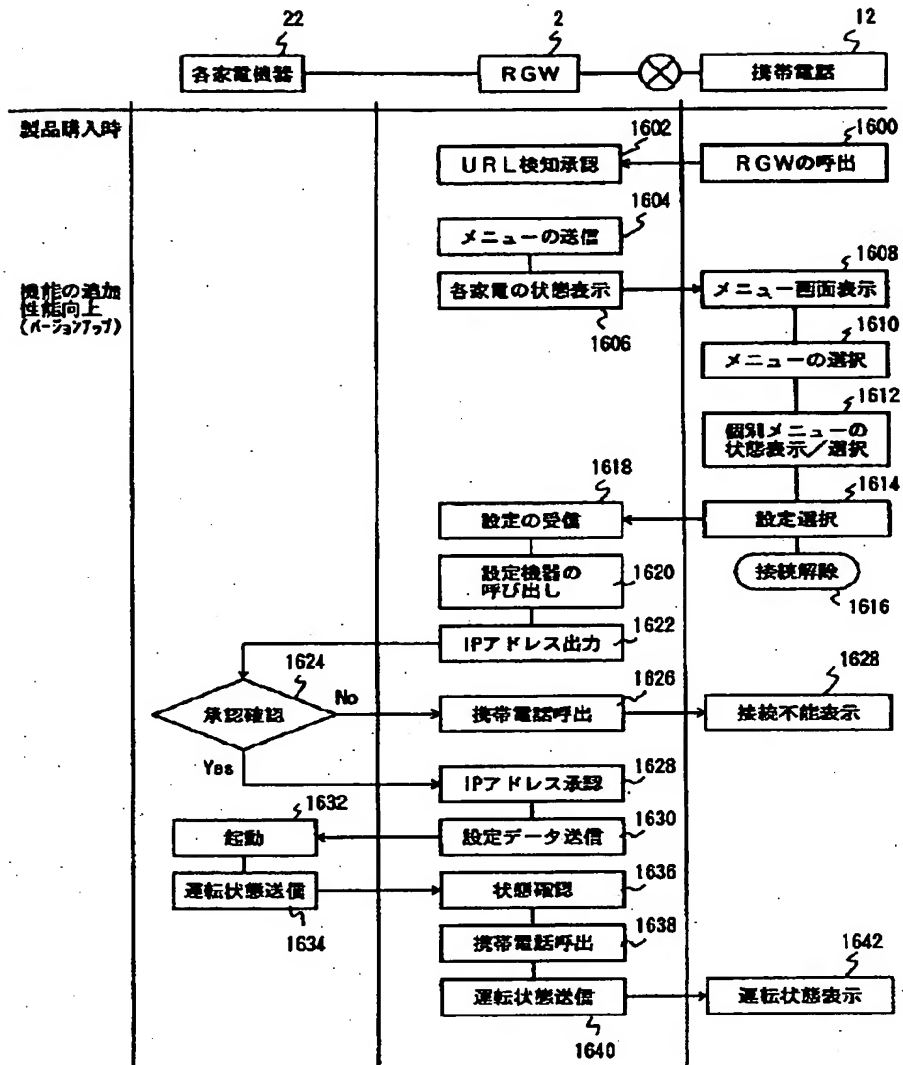 22
2
12
各家電機器
RGW
携帯電話
製品購入時
1602
1600
URL検知承認
RGWの呼出
1604
メニューの送信
機能の追加
性能向上
(バージョンアップ)
1608
各家電の状態表示
メニュー画面表示
1606
1610
メニューの選択
1612
個別メニューの
状態表示/選択
1618
1614
設定の受信
設定選択
設定機器の
呼び出し
1620
接続解除
1616
IPアドレス出力
1622
1624
承認確認
No
1626
携帯電話呼出
1628
接続不能表示
Yes
1628
IPアドレス承認
1632
起動
設定データ送信
1630
運転状態送信
1634
状態確認
1636
携帯電話呼出
1638
1642
運転状態送信
運転状態表示
1640